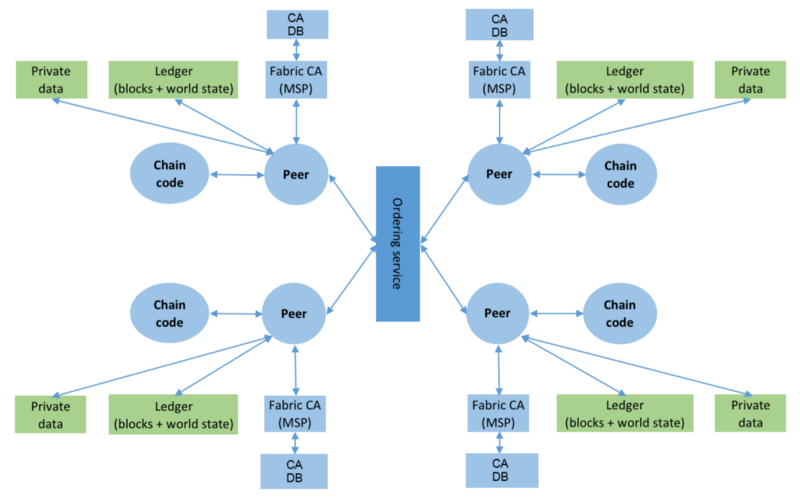 CA
DB
CA
DB
Private
data
Ledger
(blocks + world state)
Fabric CA
(MSP)
Fabric CA
(MSP)
Ledger
(blocks + world state)
Private
data
Chain
code
Peer
Peer
Chain
code
Ordering service
Chain
code
Peer
Peer
Chain
code
Private
data
Ledger
(blocks + world state)
Fabric CA
(MSP)
Fabric CA
(MSP)
Ledger
(blocks + world state)
Private
data
CA
DB
CA
DB